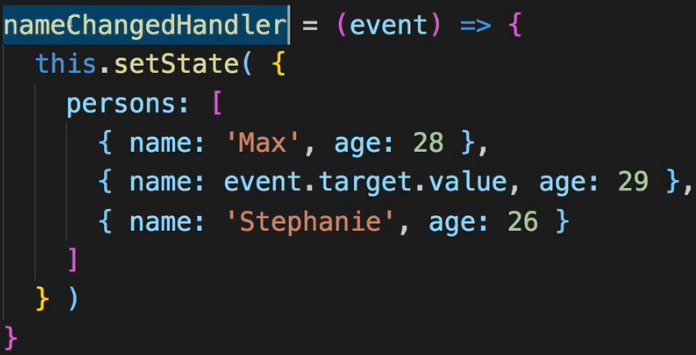 nameChangedHandler = (event) => {
this.setState( {
persons: [
{ name: 'Max', age: 28 },
{ name: event.target.value, age: 29 },
{ name: 'Stephanie', age: 26 }
]
} )
}